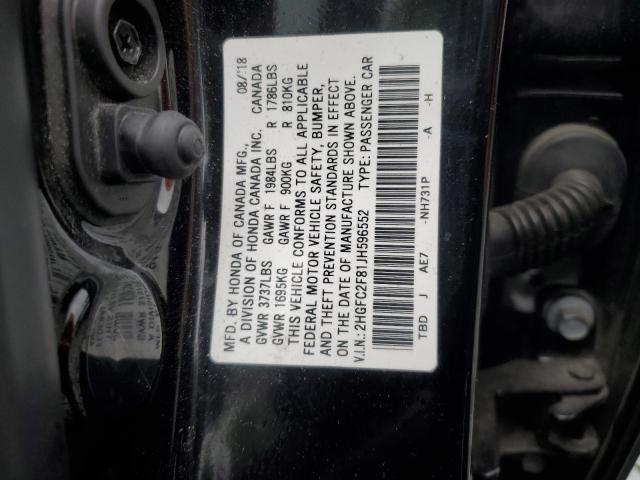 MFD. BY HONDA OF CANADA MFG., 08/'18
A DIVISION OF HONDA CANADA INC. CANADA
GVWR 3737LBS GAWR F 1984LBS R 1786LBS
GVWR 1695KG GAWR F 900KG R 810KG
THIS VEHICLE CONFORMS TO ALL APPLICABLE
FEDERAL MOTOR VEHICLE SAFETY, BUMPER,
AND THEFT PREVENTION STANDARDS IN EFFECT
ON THE DATE OF MANUFACTURE SHOWN ABOVE.
V.I.N.:2HGFC2F81JH596552 TYPE: PASSENGER CAR
TBD J AE7 -NH731P -A -H